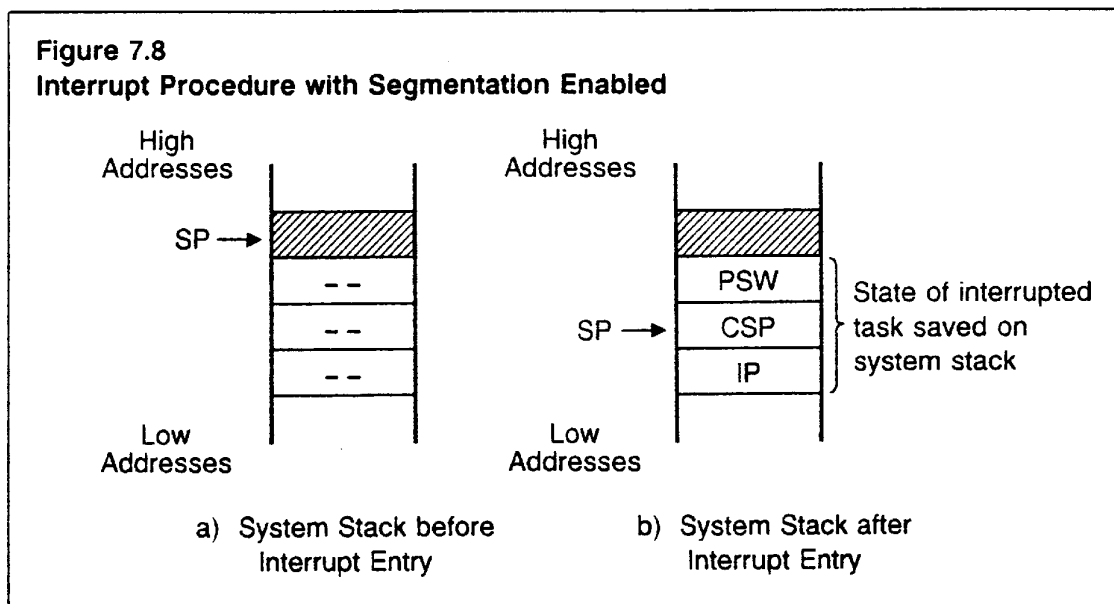 Figure 7.8
Interrupt Procedure with Segmentation Enabled
High
Addresses
SP
- -
- -
- -
Low
Addresses
a) System Stack before
Interrupt Entry
High
Addresses
SP
PSW
CSP
IP
State of interrupted
task saved on
system stack
Low
Addresses
b) System Stack after
Interrupt Entry